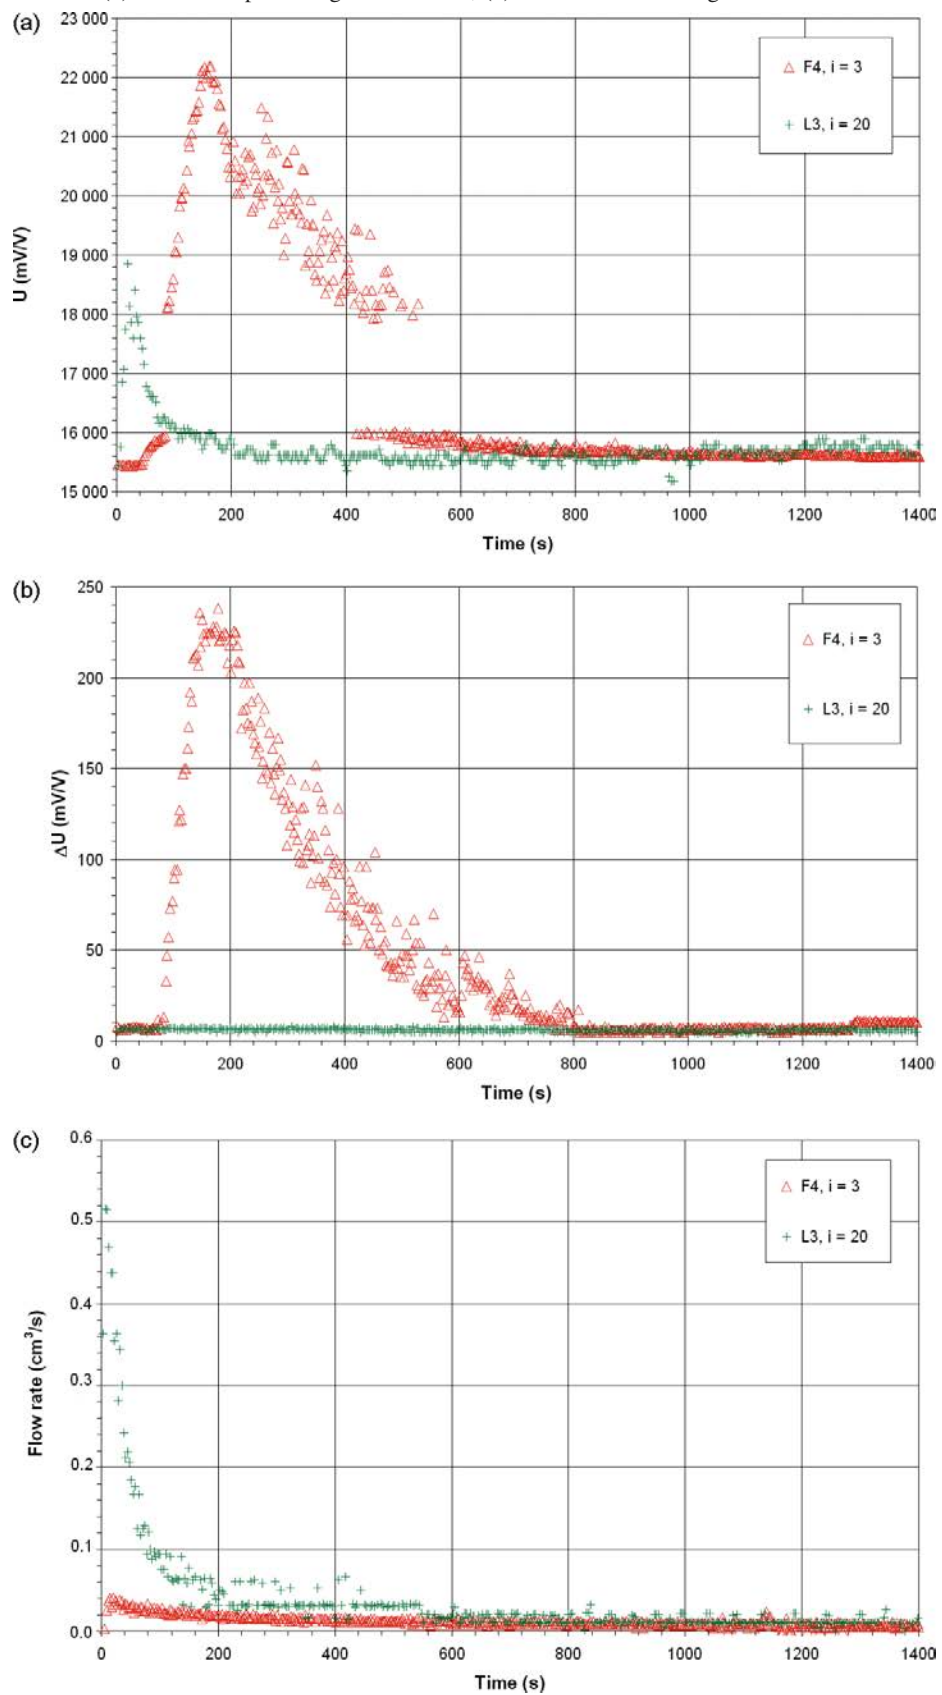 (a)
23 000
22 000
21 000
20 000
19 000
18 000
17 000
16 000
15 000
U (mV/V)
F4, i = 3
L3, i = 20
0 200 400 600 800 1000 1200 1400
Time (s)
(b)
250
200
150
100
50
0
ΔU (mV/V)
F4, i = 3
L3, i = 20
0 200 400 600 800 1000 1200 1400
Time (s)
(c)
0.6
0.5
0.4
0.3
0.2
0.1
0.0
Flow rate (cm³/s)
F4, i = 3
L3, i = 20
0 200 400 600 800 1000 1200 1400
Time (s)